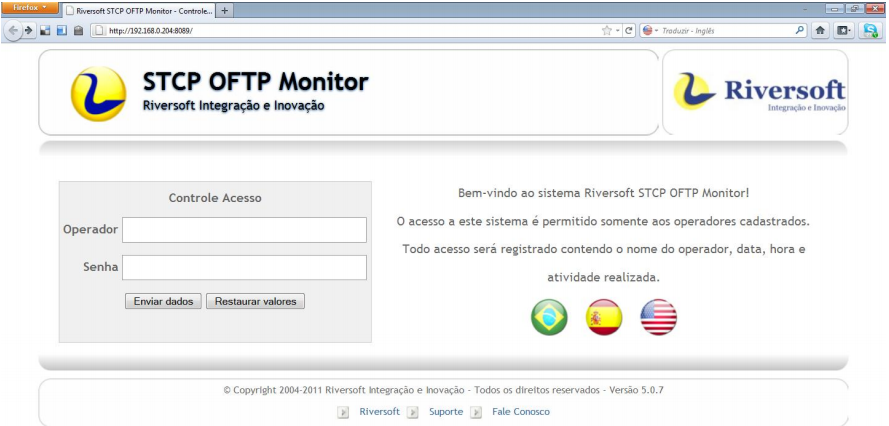 Firefox
Riversoft STCP OFTP Monitor - Controle...
http://192.168.0.204:8089/
Traduzir - Inglês
STCP OFTP Monitor
Riversoft Integração e Inovação
Riversoft
Integração e Inovação
Controle Acesso
Operador
Senha
Enviar dados
Restaurar valores
Bem-vindo ao sistema Riversoft STCP OFTP Monitor!
O acesso a este sistema é permitido somente aos operadores cadastrados.
Todo acesso será registrado contendo o nome do operador, data, hora e
atividade realizada.
© Copyright 2004-2011 Riversoft Integração e Inovação - Todos os direitos reservados - Versão 5.0.7
Riversoft
Suporte
Fale Conosco